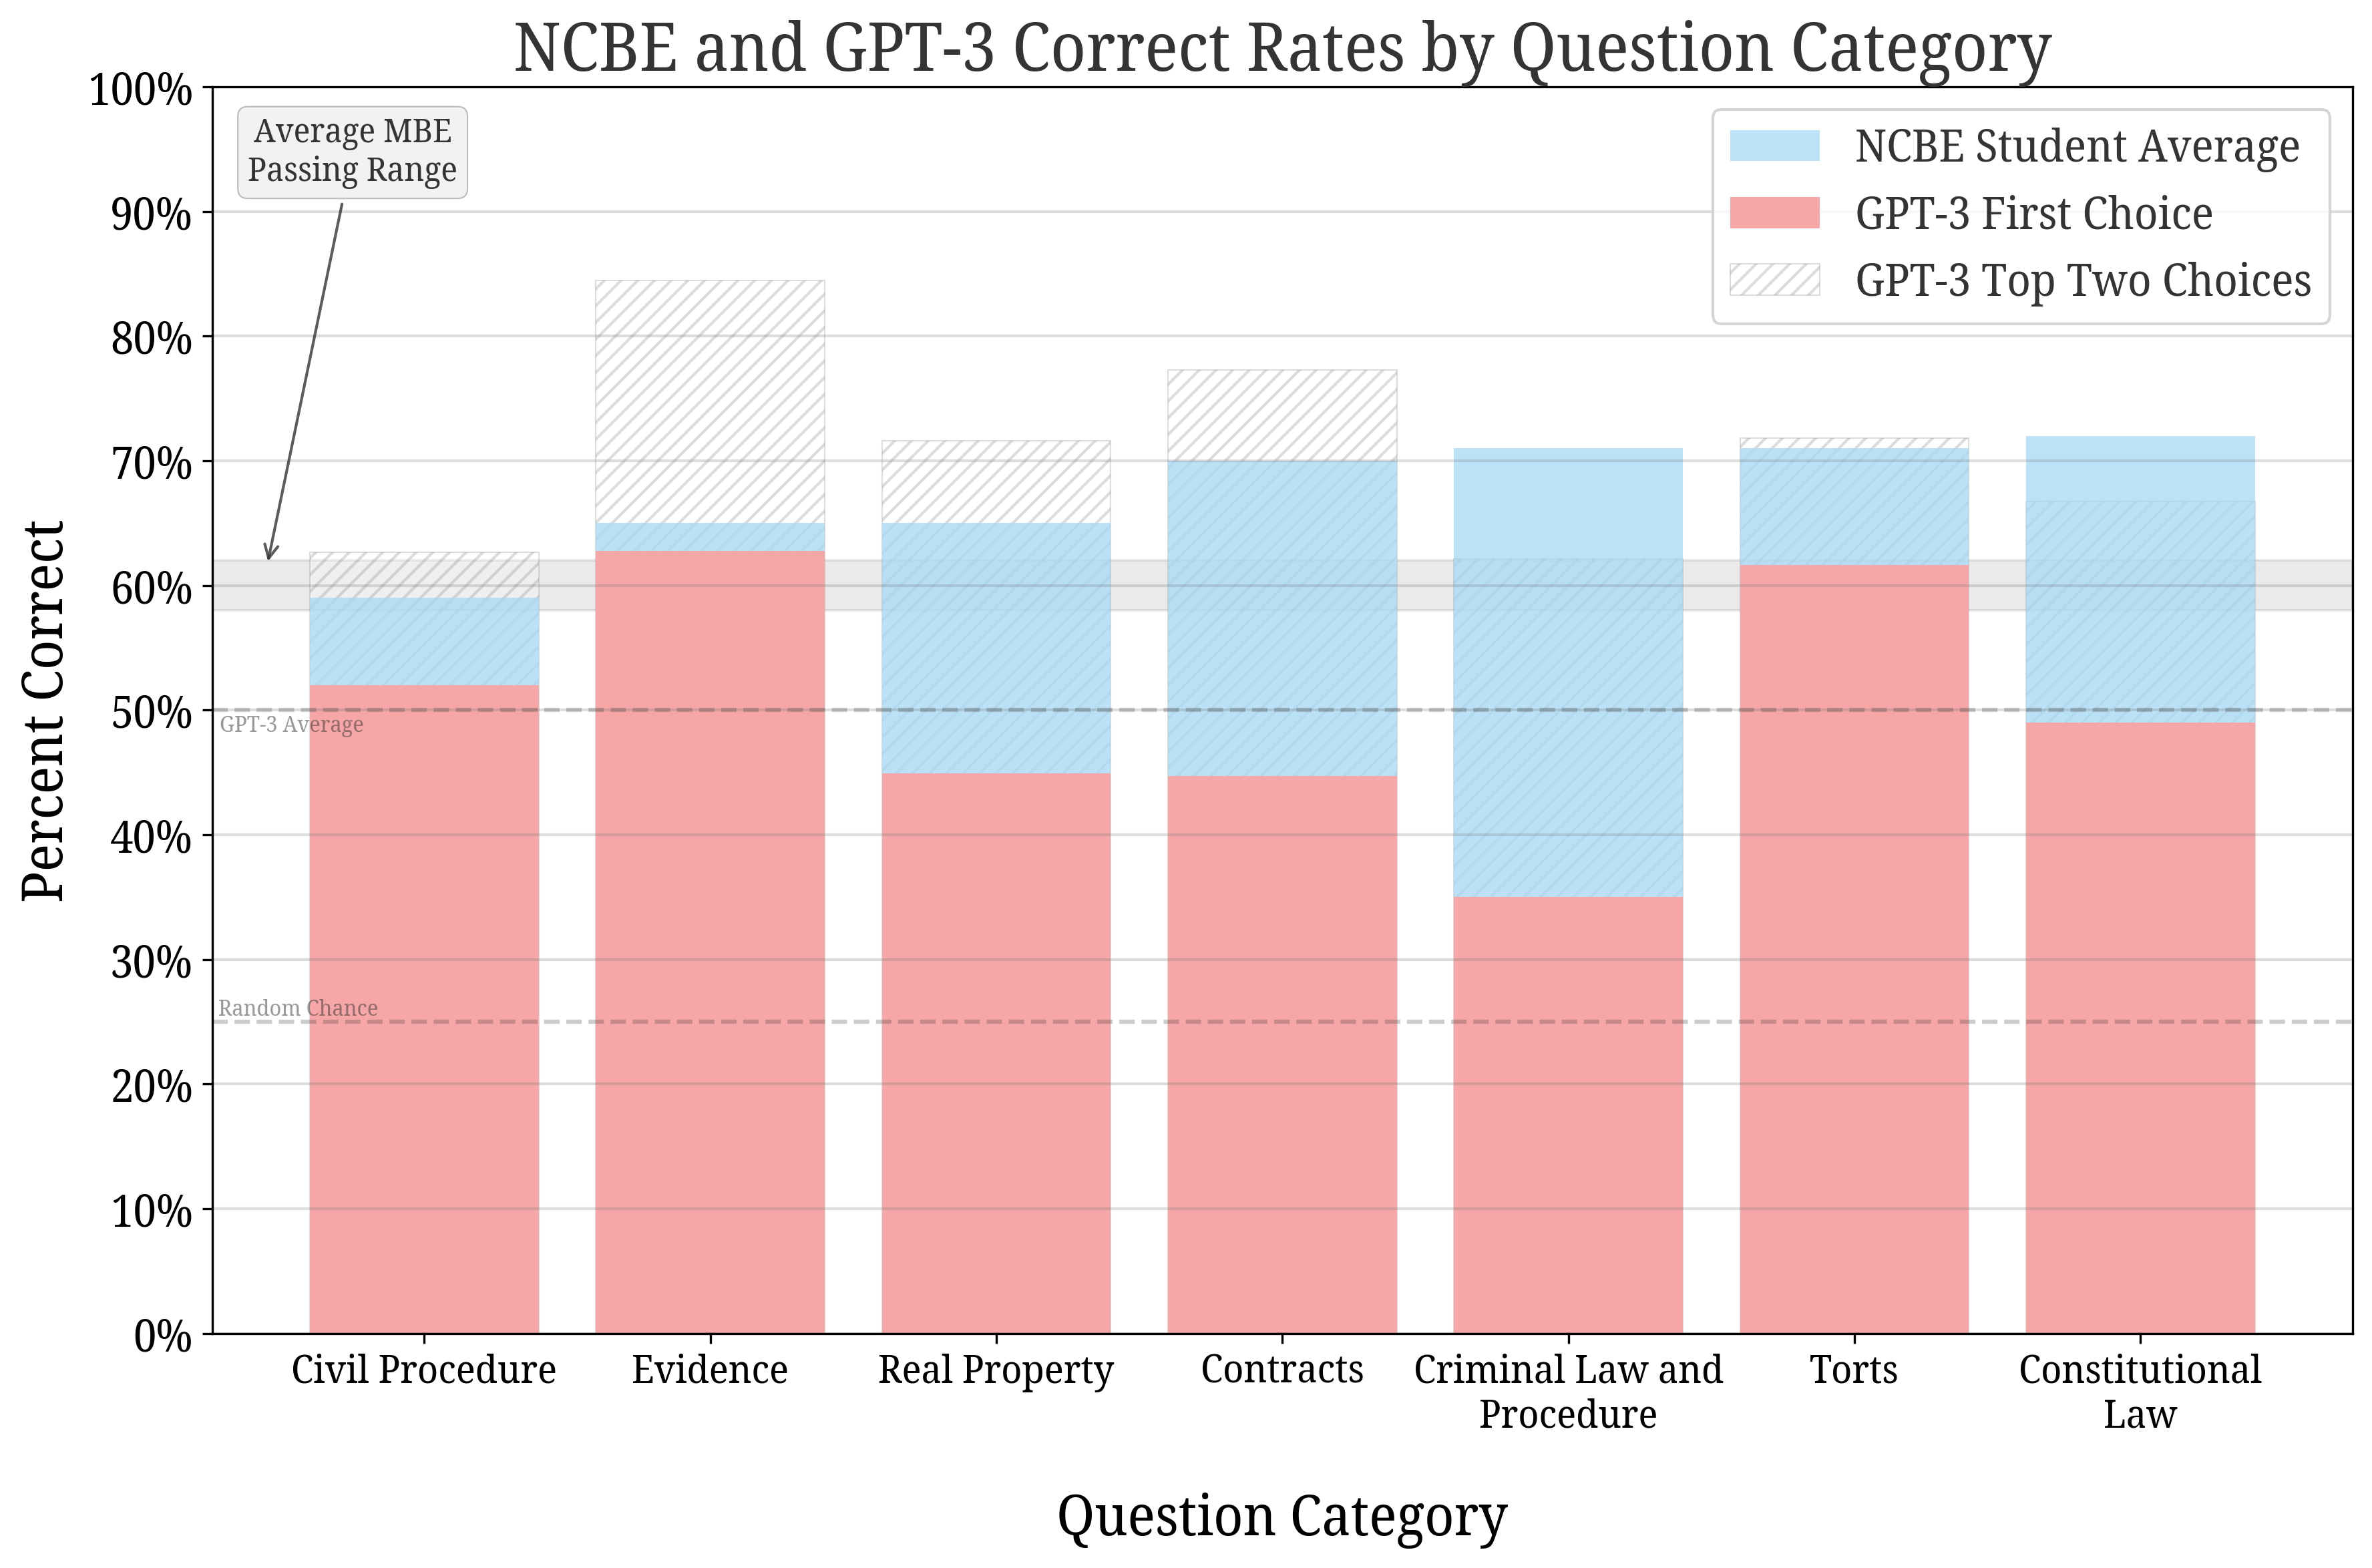 NCBE and GPT-3 Correct Rates by Question Category
100%
90%
80%
70%
60%
50%
40%
30%
20%
10%
0%
Percent Correct
Average MBE
Passing Range
NCBE Student Average
GPT-3 First Choice
GPT-3 Top Two Choices
GPT-3 Average
Random Chance
Civil Procedure
Evidence
Real Property
Contracts
Criminal Law and
Procedure
Torts
Constitutional
Law
Question Category